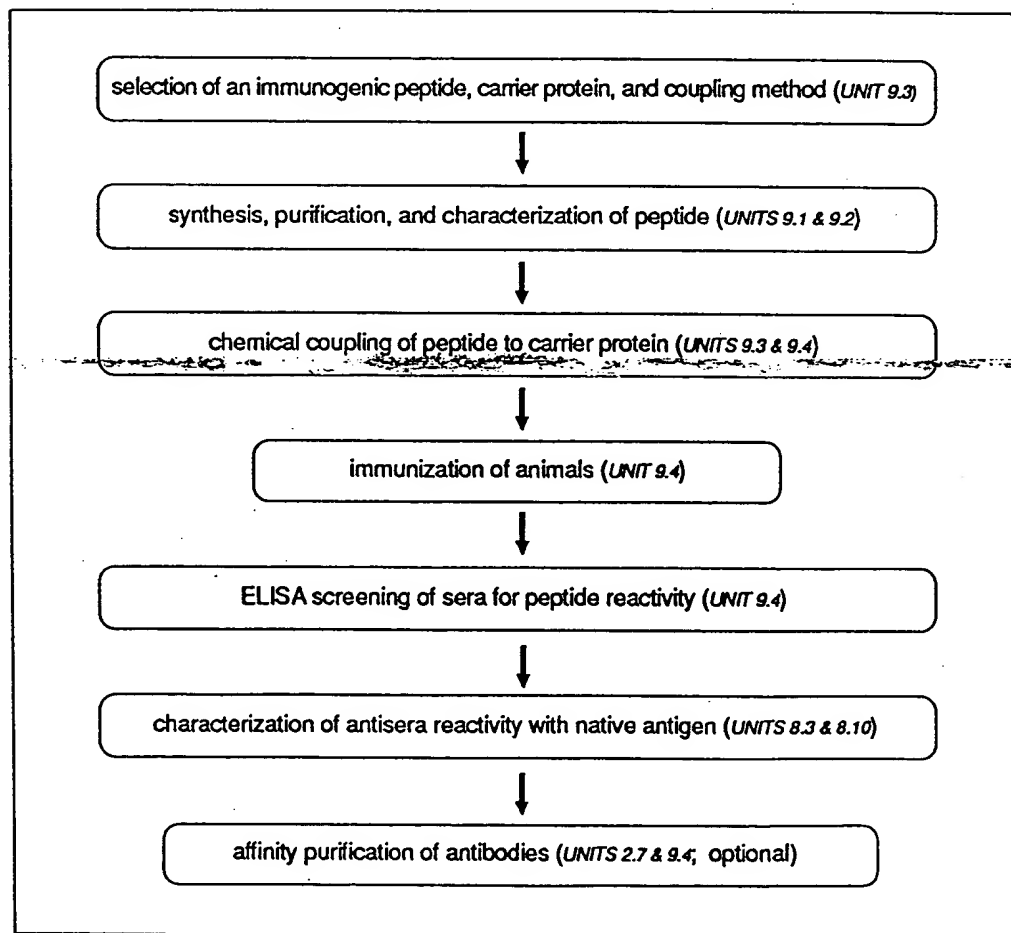 selection of an immunogenic peptide, carrier protein, and coupling method (UNIT 9.3)
synthesis, purification, and characterization of peptide (UNITS 9.1 & 9.2)
chemical coupling of peptide to carrier protein (UNITS 9.3 & 9.4)
immunization of animals (UNIT 9.4)
ELISA screening of sera for peptide reactivity (UNIT 9.4)
characterization of antisera reactivity with native antigen (UNITS 8.3 & 8.10)
affinity purification of antibodies (UNITS 2.7 & 9.4; optional)